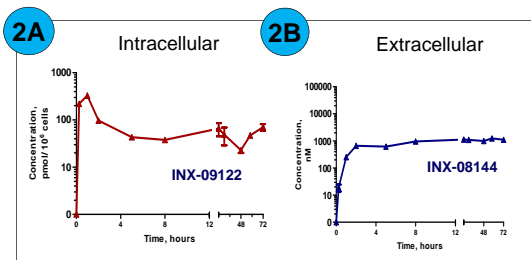 2A
Intracellular
1000
100
10
0
Concentration,
pmol/ 10⁶ cells
INX-09122
0 4 8 12 48 72
Time, hours
2B
Extracellular
100000
10000
1000
100
10
0
Concentration,
nM
INX-08144
0 4 8 12 48 72
Time, hours